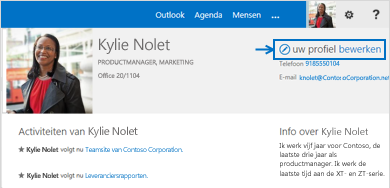 Outlook Agenda Mensen ...
Kylie Nolet
PRODUCTMANAGER, MARKETING
Office 20/1104
uw profiel bewerken
Telefoon 9185550104
E-mail knolet@ContosoCorporation.net
Activiteiten van Kylie Nolet
Kylie Nolet volgt nu Teamsite van Contoso Corporation.
Kylie Nolet volgt nu Leveranciersrapporten.
Info over Kylie Nolet
Ik werk vijf jaar voor Contoso, de
laatste drie jaar als
productmanager. Ik werk de
laatste tijd aan de XT- en ZT-serie.